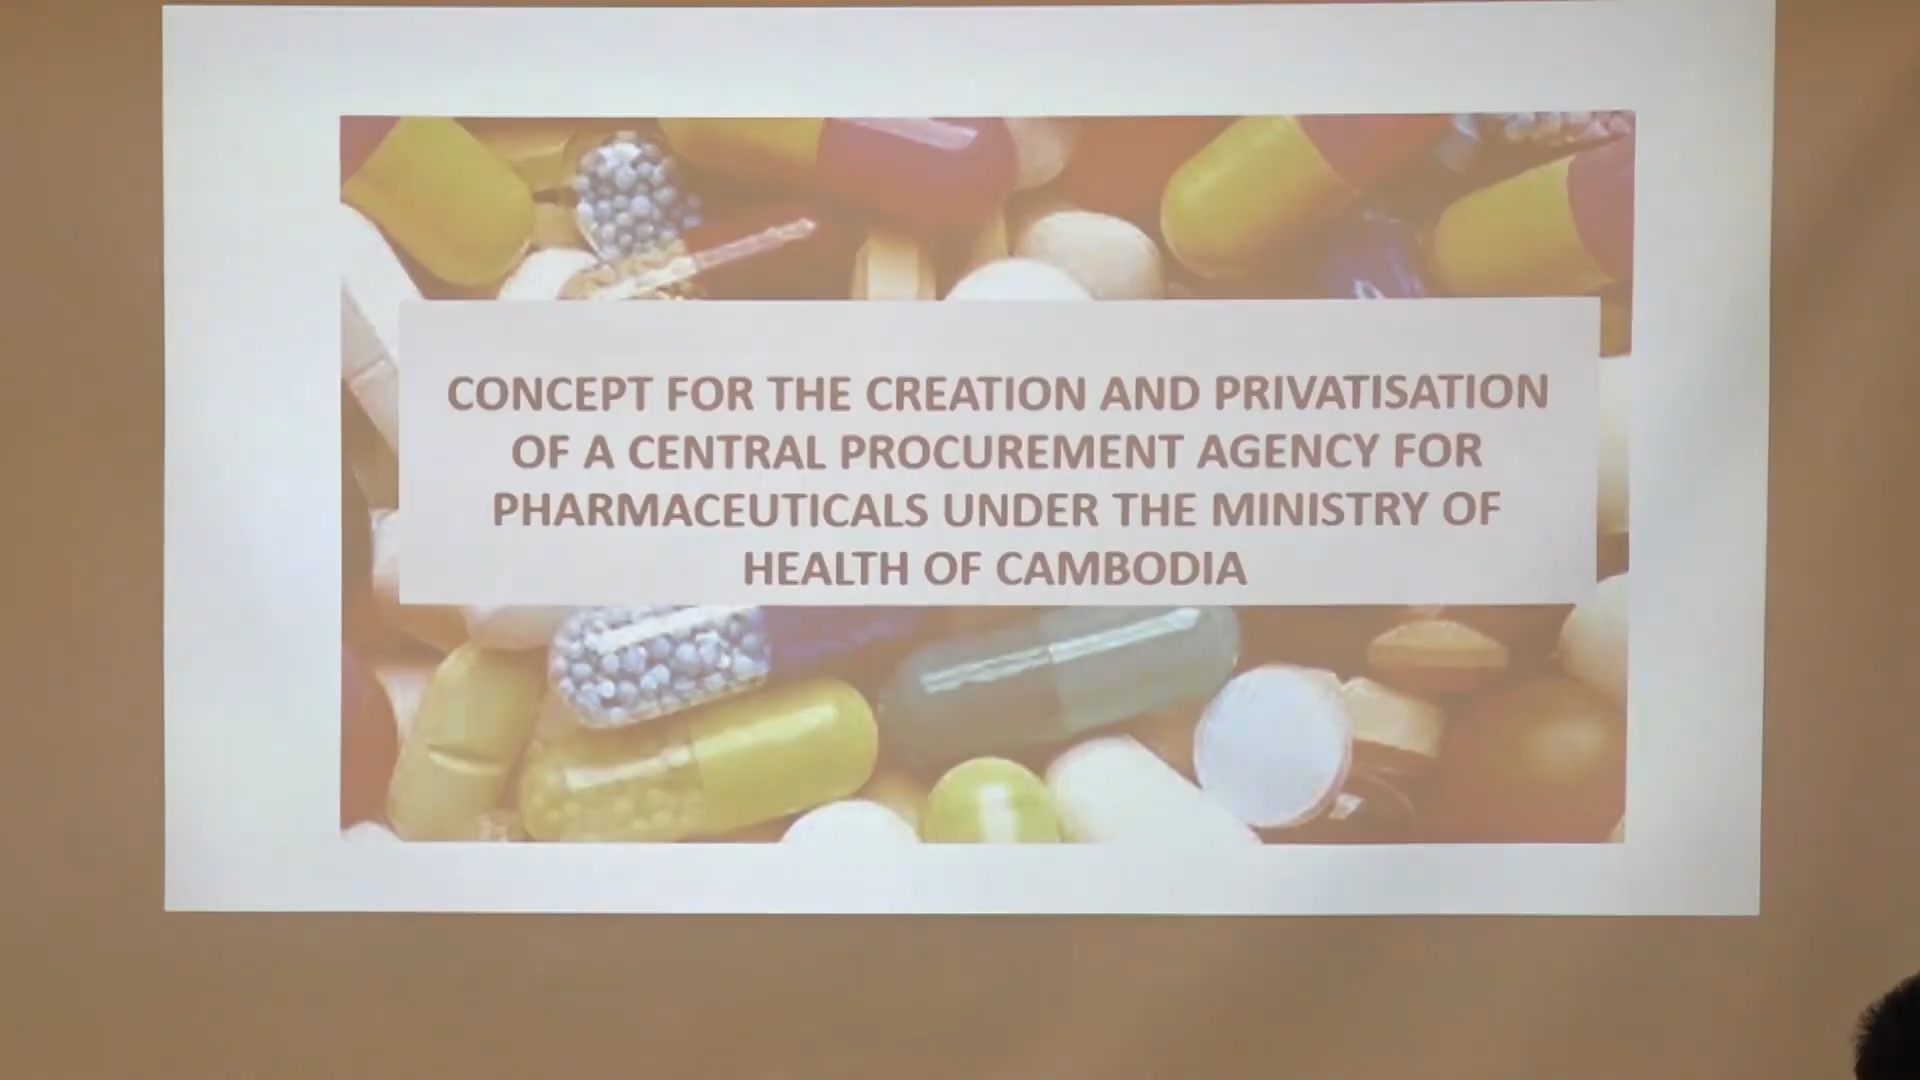 CONCEPT FOR THE CREATION AND PRIVATISATION
OF A CENTRAL PROCUREMENT AGENCY FOR
PHARMACEUTICALS UNDER THE MINISTRY OF
HEALTH OF CAMBODIA